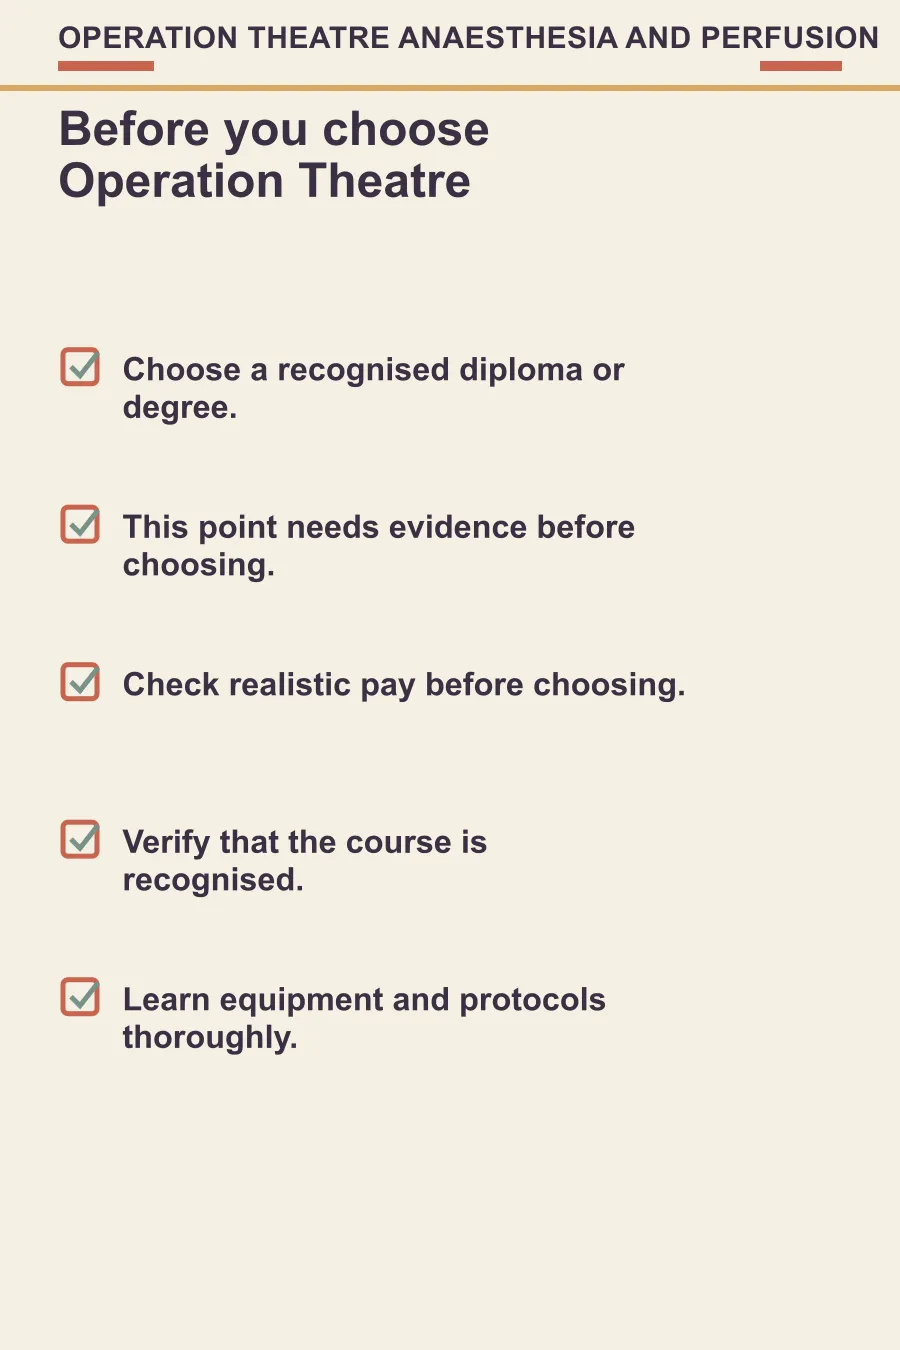 OPERATION THEATRE ANAESTHESIA AND PERFUSION
Before you choose
Operation Theatre
Choose a recognised diploma or
degree.
This point needs evidence before
choosing.
Check realistic pay before choosing.
Verify that the course is
recognised.
Learn equipment and protocols
thoroughly.